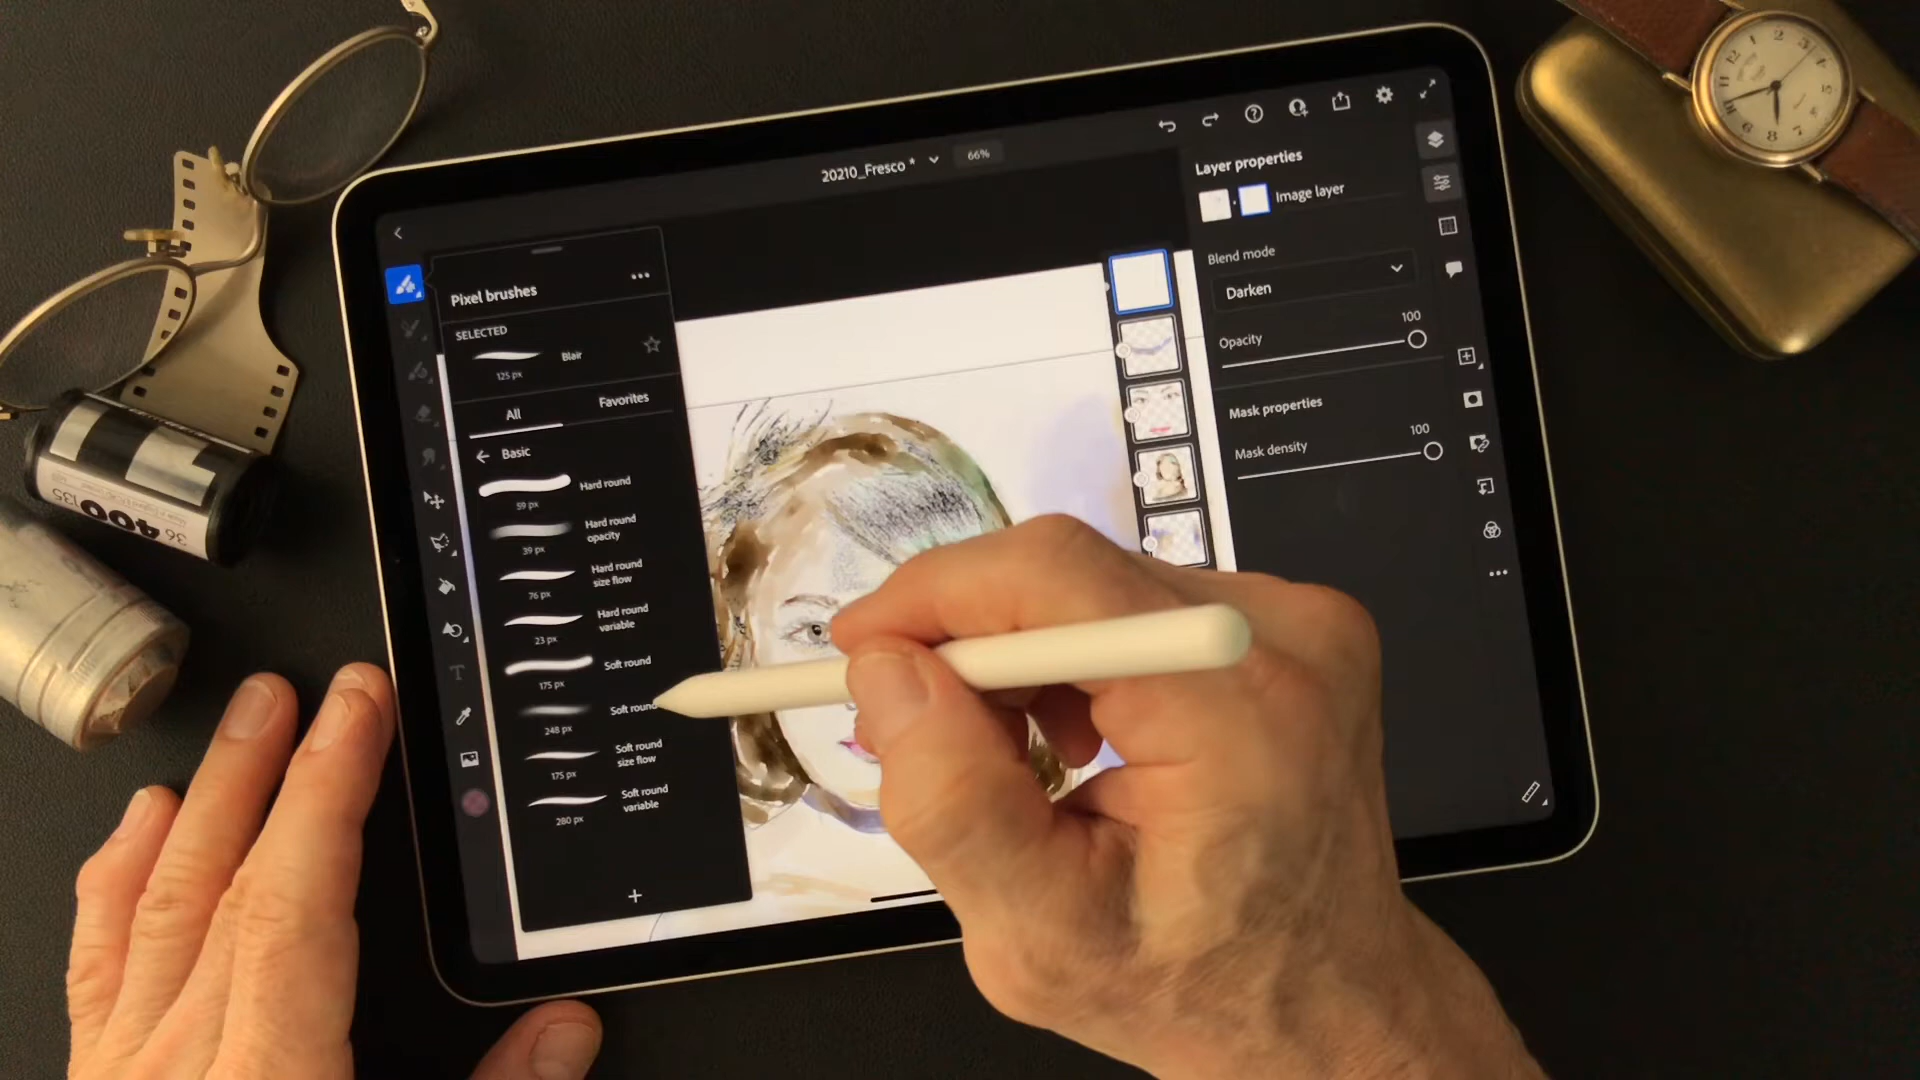 20210_Fresco *
66%
Pixel brushes
SELECTED
Blair
125 px
All
Favorites
Basic
Hard round
59 px
Hard round
opacity
39 px
Hard round
size flow
76 px
Hard round
variable
23 px
Soft round
175 px
Soft round
248 px
Soft round
size flow
175 px
Soft round
variable
280 px
Layer properties
Image layer
Blend mode
Darken
Opacity
100
Mask properties
Mask density
100
T
400
36
135